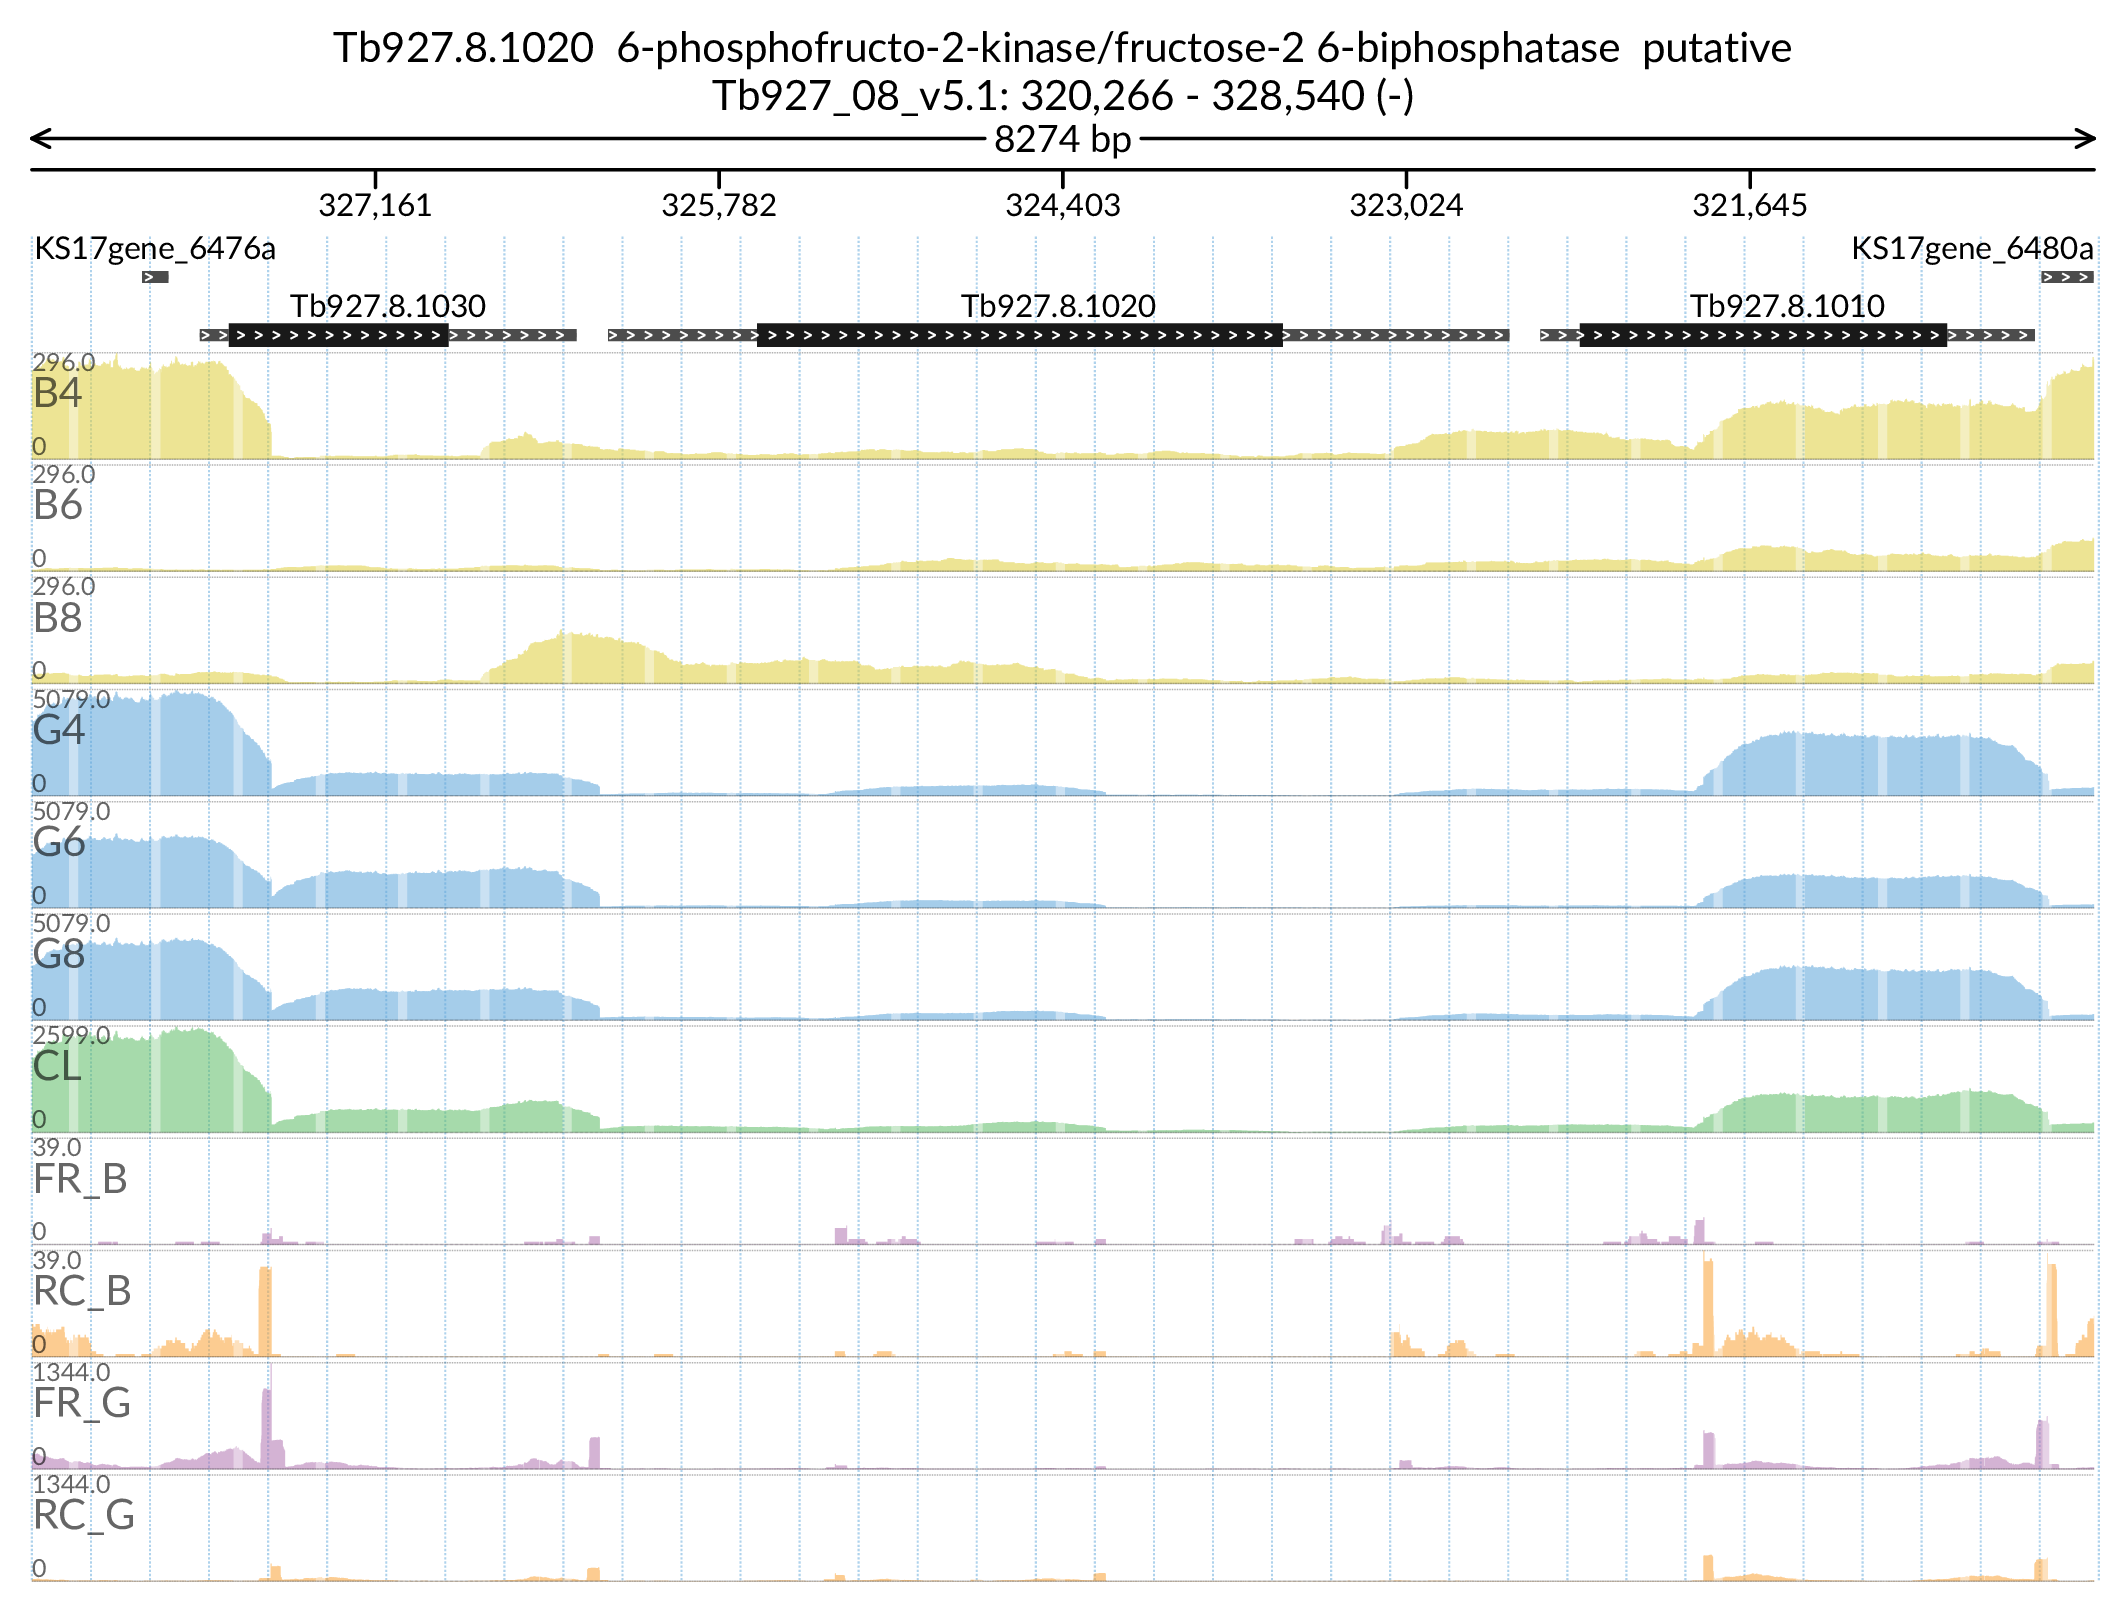 Tb927.8.1020  6-phosphofructo-2-kinase/fructose-2 6-biphosphatase  putative
Tb927_08_v5.1: 320,266 - 328,540 (-)
8274 bp
327,161 325,782 324,403 323,024 321,645
KS17gene_6476a KS17gene_6480a
Tb927.8.1030 Tb927.8.1020 Tb927.8.1010
296.0
B4
0
296.0
B6
0
296.0
B8
0
5079.0
G4
0
5079.0
G6
0
5079.0
G8
0
2599.0
CL
0
39.0
FR_B
0
39.0
RC_B
0
1344.0
FR_G
0
1344.0
RC_G
0